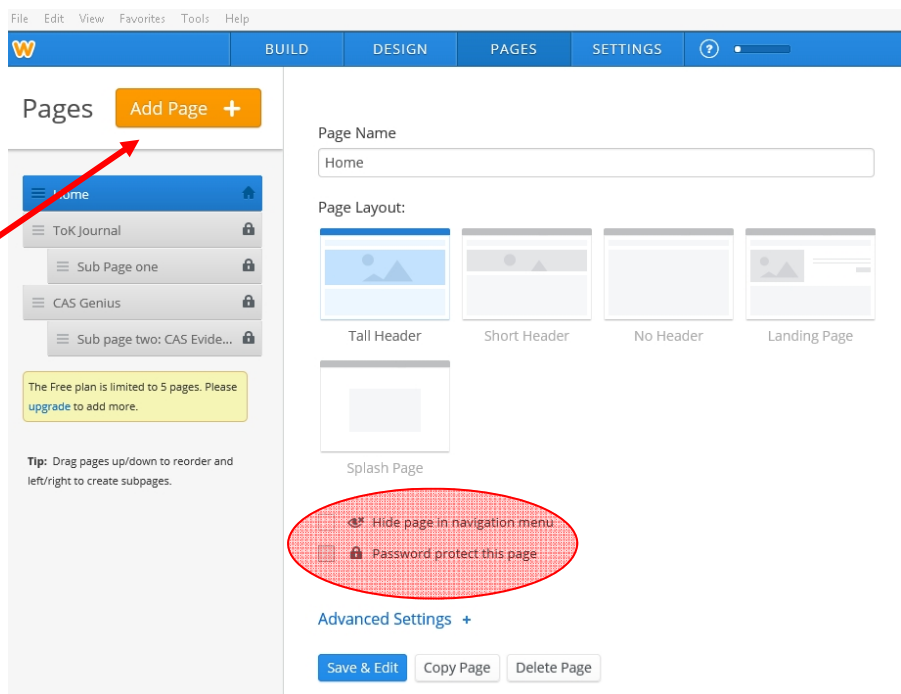 File Edit View Favorites Tools Help
BUILD DESIGN PAGES SETTINGS ?
Pages Add Page +
Page Name
Home
Home
Page Layout:
ToK Journal
Sub Page one
CAS Genius
Sub page two: CAS Evide...
Tall Header Short Header No Header Landing Page
The Free plan is limited to 5 pages. Please
upgrade to add more.
Tip: Drag pages up/down to reorder and
left/right to create subpages.
Splash Page
Hide page in navigation menu
Password protect this page
Advanced Settings +
Save & Edit Copy Page Delete Page